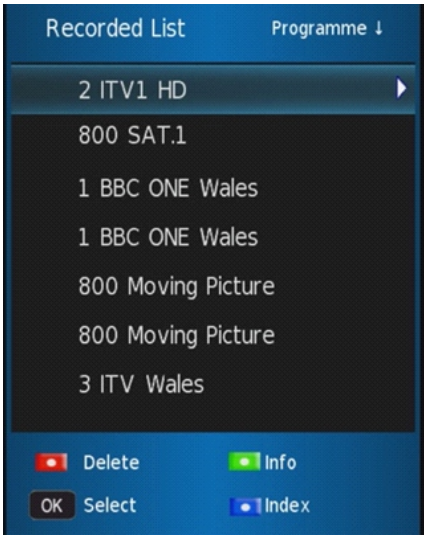 Recorded List Programme ↓
2 ITV1 HD
800 SAT.1
1 BBC ONE Wales
1 BBC ONE Wales
800 Moving Picture
800 Moving Picture
3 ITV Wales
Delete Info
OK Select Index